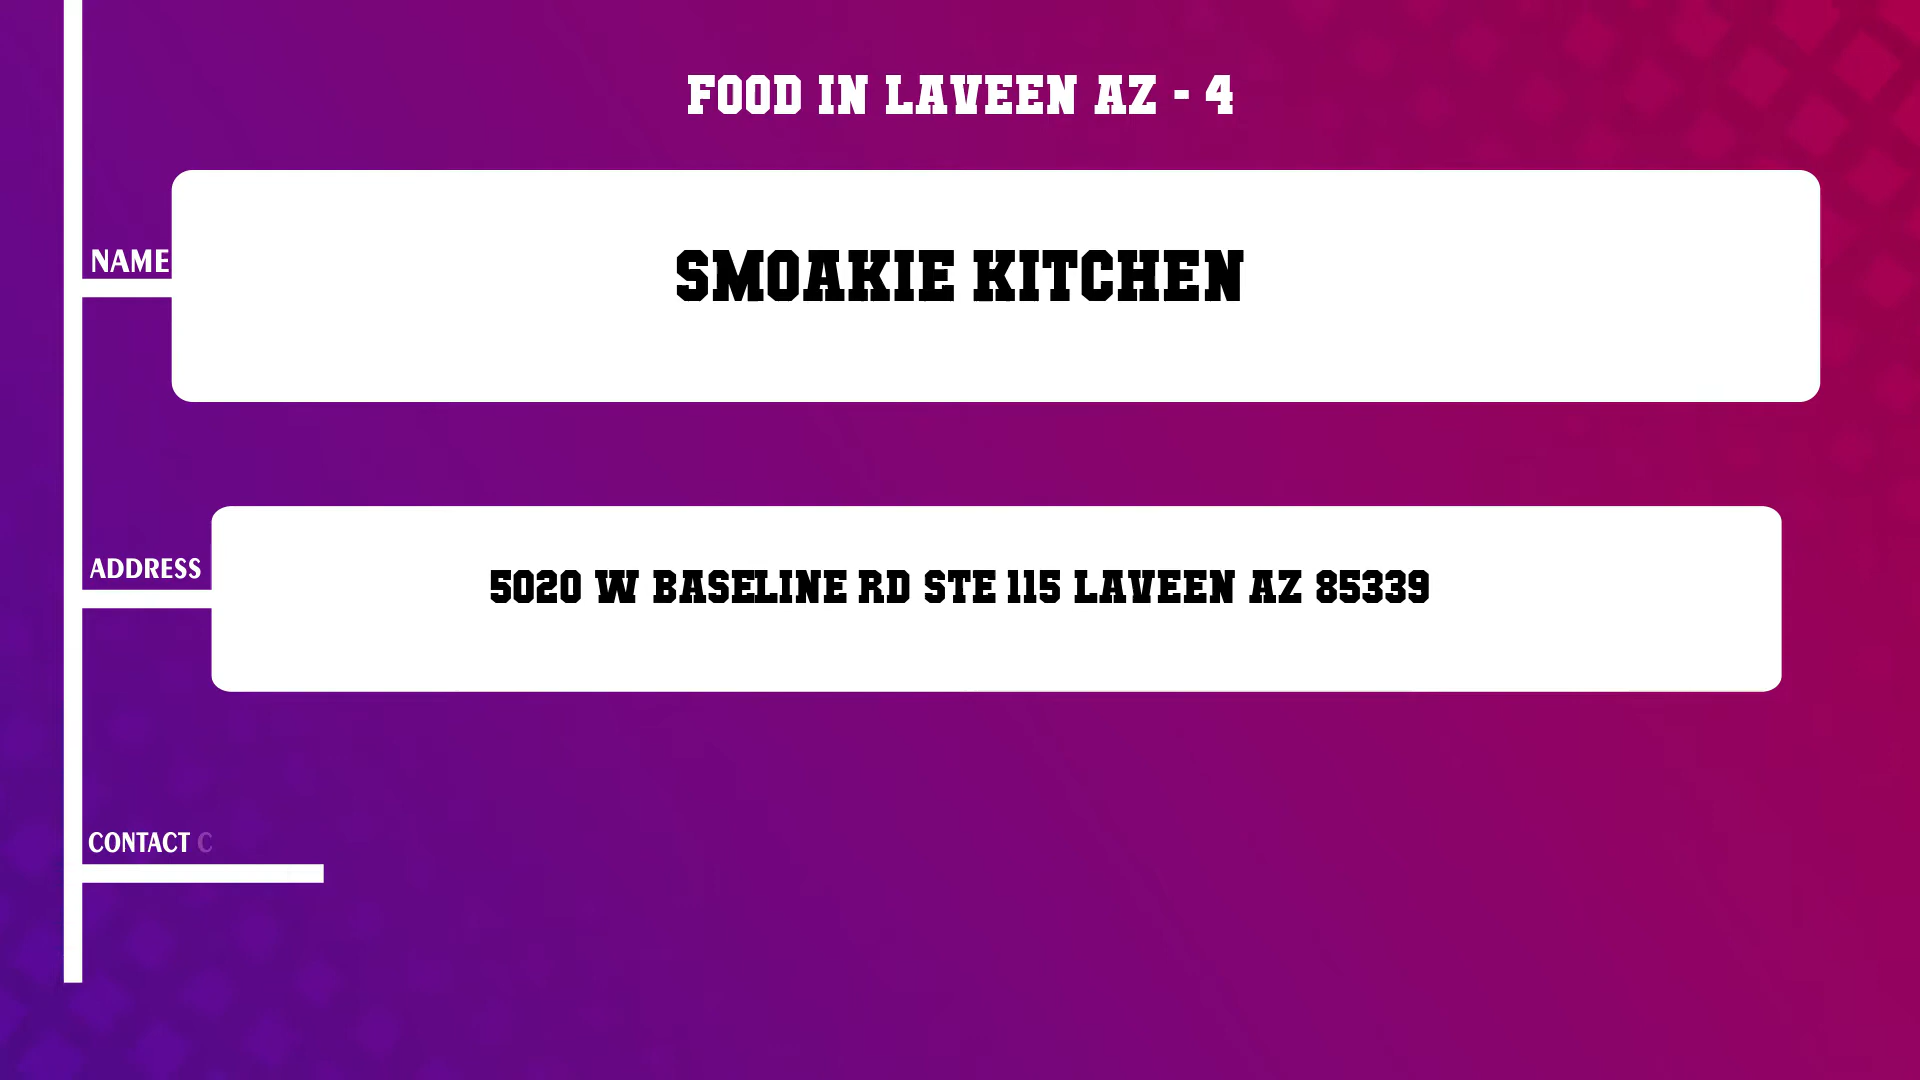 FOOD IN LAVEEN AZ - 4
NAME
SMOAKIE KITCHEN
ADDRESS
5020 W BASELINE RD STE 115 LAVEEN AZ 85339
CONTACT C